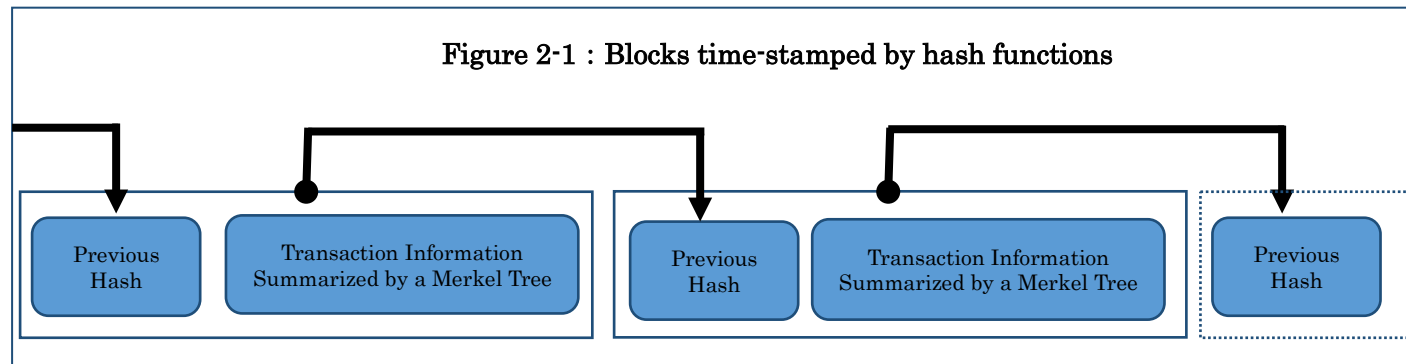 Figure 2-1 : Blocks time-stamped by hash functions
Previous
Hash
Transaction Information
Summarized by a Merkel Tree
Previous
Hash
Transaction Information
Summarized by a Merkel Tree
Previous
Hash